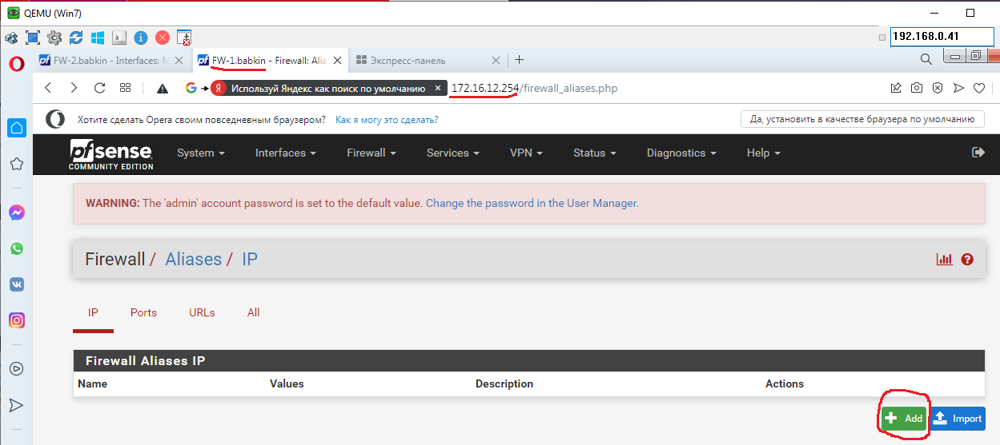 QEMU (Win7)
192.168.0.41
FW-2.babkin - Interfaces: M
FW-1.babkin - Firewall: Alia
Экспресс-панель
Используй Яндекс как поиск по умолчанию
172.16.12.254/firewall_aliases.php
Хотите сделать Opera своим повседневным браузером? Как я могу это сделать?
Да, установить в качестве браузера по умолчанию
pfsense
COMMUNITY EDITION
System
Interfaces
Firewall
Services
VPN
Status
Diagnostics
Help
WARNING: The 'admin' account password is set to the default value. Change the password in the User Manager.
Firewall / Aliases / IP
IP
Ports
URLs
All
Firewall Aliases IP
Name Values Description Actions
Add
Import